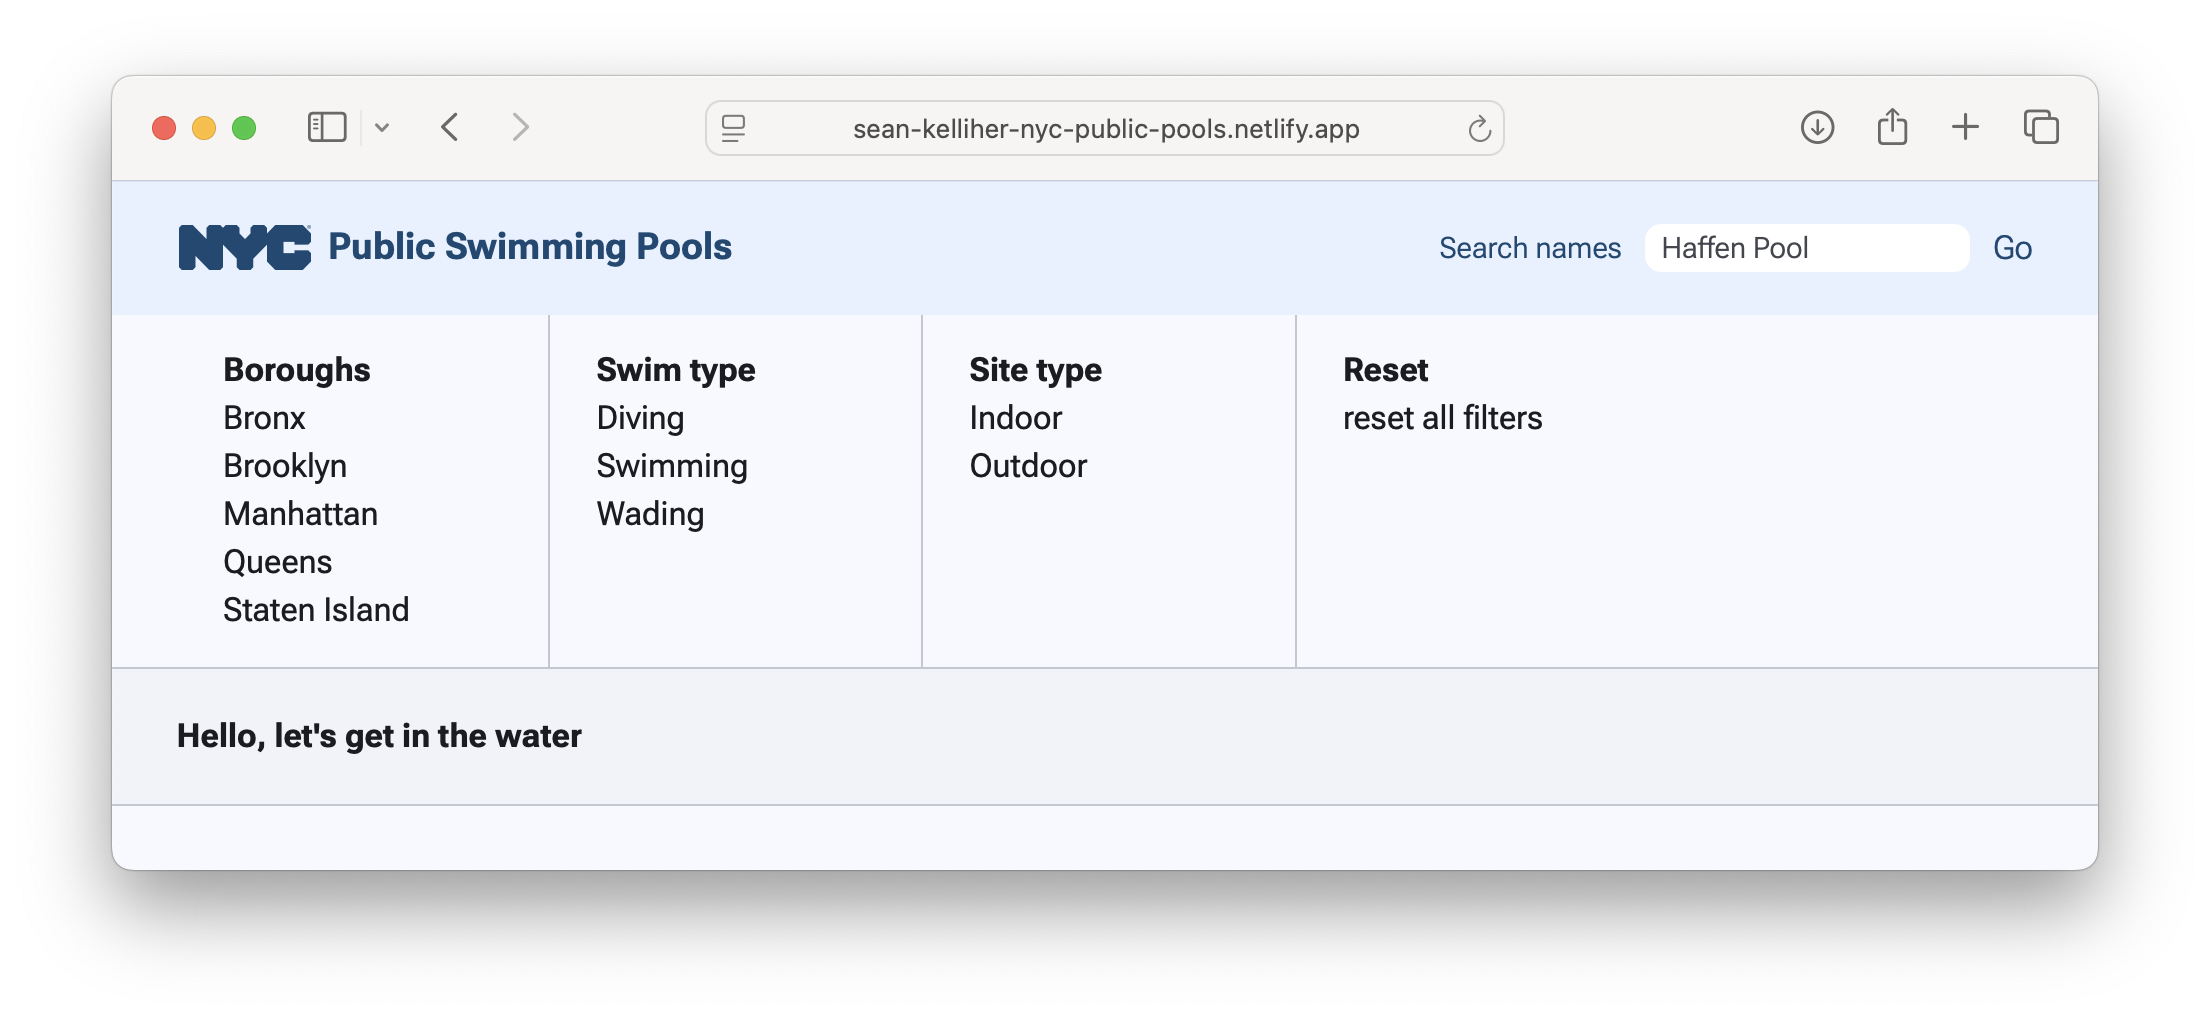 sean-kelliher-nyc-public-pools.netlify.app
NYC Public Swimming Pools
Search names Haffen Pool Go
Boroughs
Bronx
Brooklyn
Manhattan
Queens
Staten Island
Swim type
Diving
Swimming
Wading
Site type
Indoor
Outdoor
Reset
reset all filters
Hello, let's get in the water